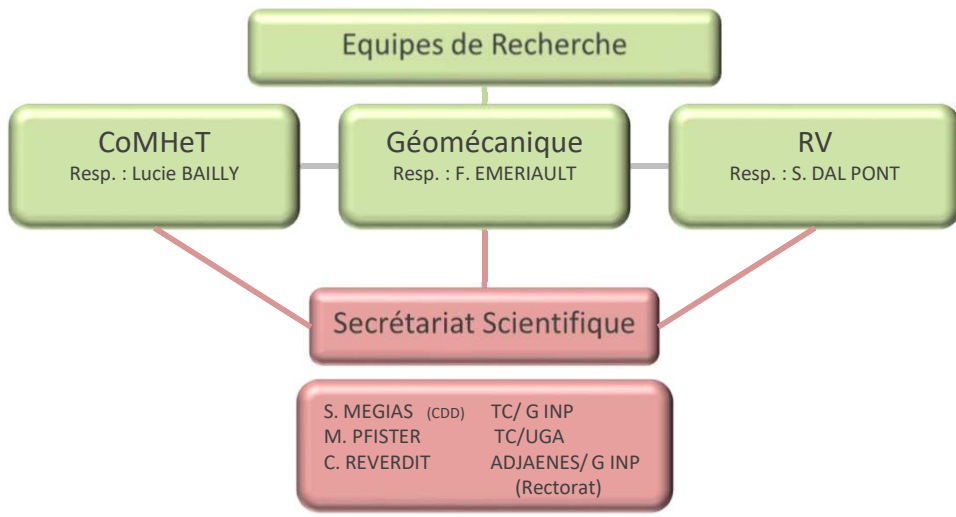 Equipes de Recherche
CoMHeT
Resp. : Lucie BAILLY
Géomécanique
Resp. : F. EMERIAULT
RV
Resp. : S. DAL PONT
Secrétariat Scientifique
S. MEGIAS (CDD) TC/ G INP
M. PFISTER TC/UGA
C. REVERDIT ADJAENES/ G INP
(Rectorat)